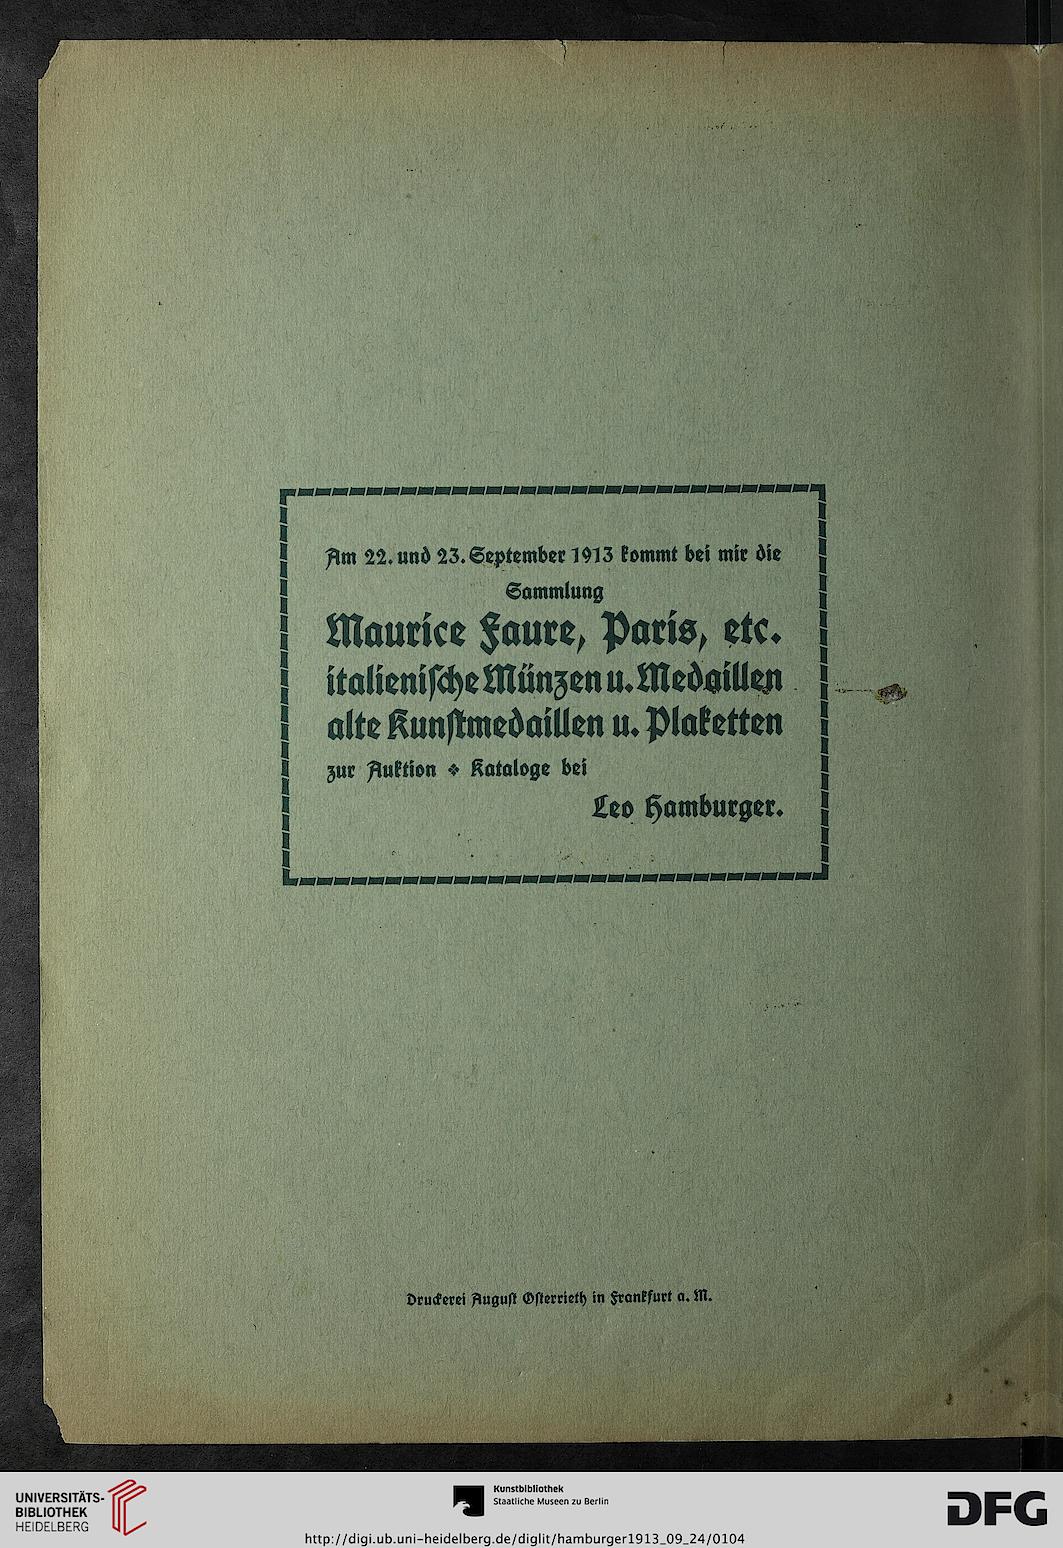 Am 22. und 23. September 1913 kommt bei mir die
Sammlung
Maurice Faure, Paris, etc.
italieniſche Münzen u. Medaillen
alte Kunſtmedaillen u. Plaketten
zur Auktion ❖ Kataloge bei
Leo Hamburger.
Druckerei Auguſt Oſterrieth in Frankfurt a. M.
UNIVERSITÄTS-
BIBLIOTHEK
HEIDELBERG
Kunstbibliothek
Staatliche Museen zu Berlin
DFG
http://digi.ub.uni-heidelberg.de/diglit/hamburger1913_09_24/0104